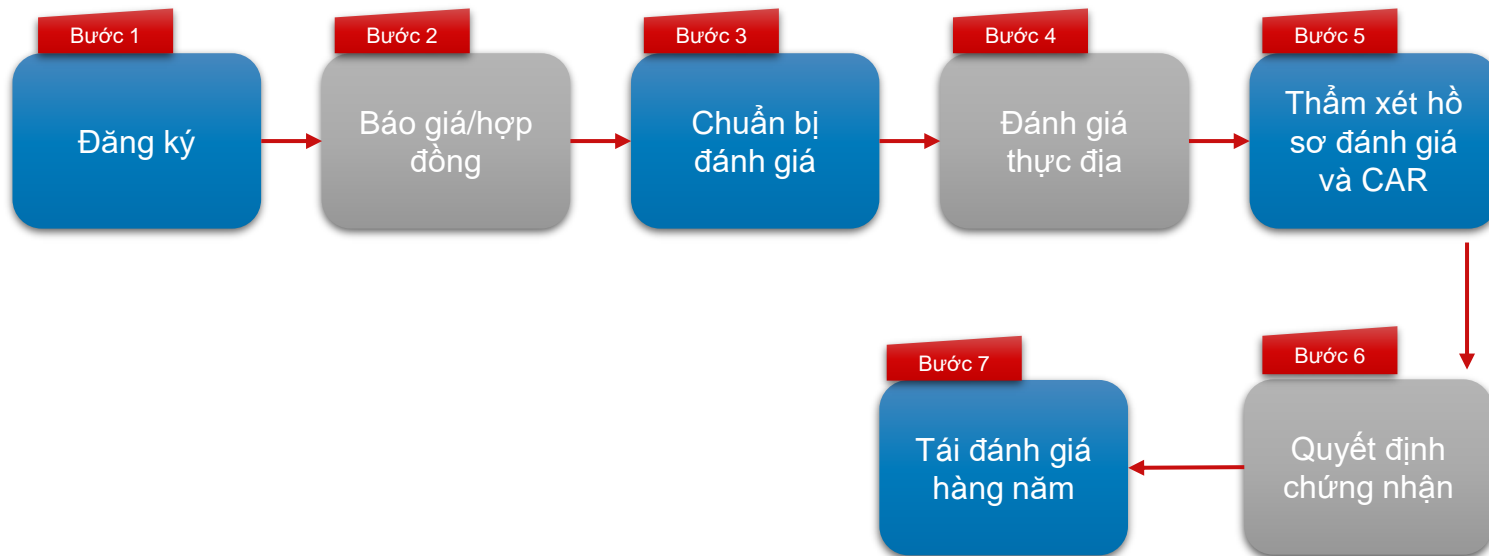 Bước 1
Đăng ký
Bước 2
Báo giá/hợp
đồng
Bước 3
Chuẩn bị
đánh giá
Bước 4
Đánh giá
thực địa
Bước 5
Thẩm xét hồ
sơ đánh giá
và CAR
Bước 6
Quyết định
chứng nhận
Bước 7
Tái đánh giá
hàng năm